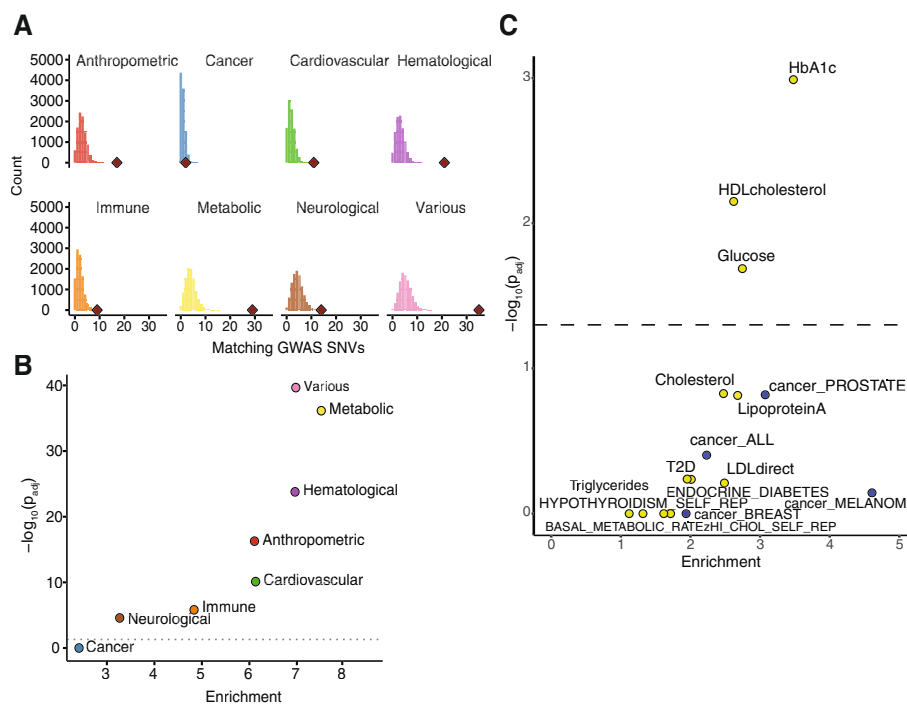 A
Anthropometric Cancer Cardiovascular Hematological
5000
4000
3000
2000
1000
0
Count
Immune Metabolic Neurological Various
5000
4000
3000
2000
1000
0
0 10 20 30 0 10 20 30 0 10 20 30 0 10 20 30
Matching GWAS SNVs
B
40
30
20
10
0
−log10(padj)
Various
Metabolic
Hematological
Anthropometric
Cardiovascular
Immune
Neurological
Cancer
3 4 5 6 7 8
Enrichment
C
3
2
1
0
−log10(padj)
HbA1c
HDLcholesterol
Glucose
Cholesterol
cancer_PROSTATE
LipoproteinA
cancer_ALL
T2D
LDLdirect
Triglycerides
ENDOCRINE_DIABETES
HYPOTHYROIDISM_SELF_REP
cancer_MELANOM
cancer_BREAST
BASAL_METABOLIC_RATEzHI_CHOL_SELF_REP
0 1 2 3 4 5
Enrichment